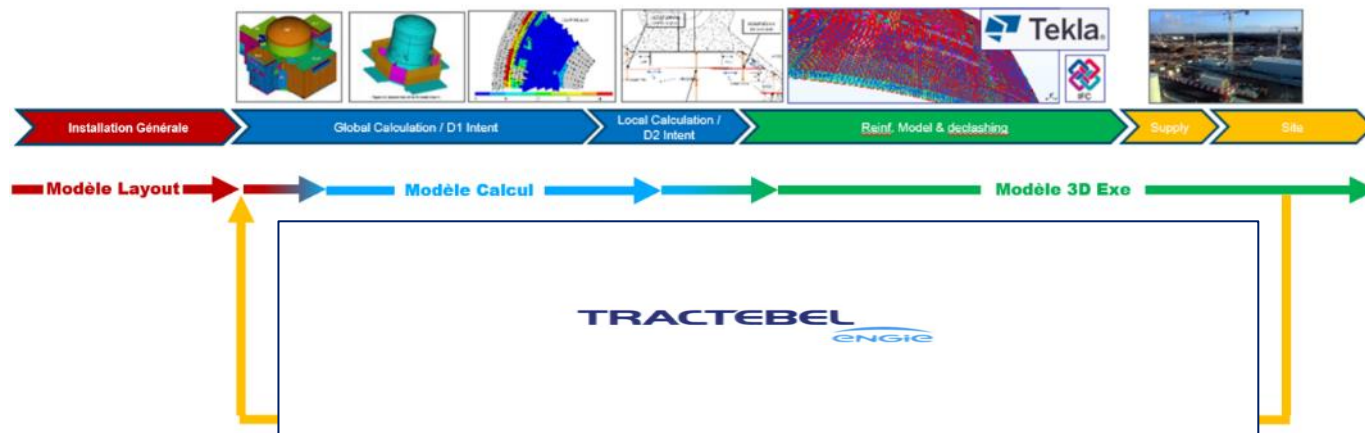 Tekla®
IFC
Installation Générale
Global Calculation / D1 Intent
Local Calculation /
D2 Intent
Reinf. Model & declashing
Supply
Site
Modèle Layout
Modèle Calcul
Modèle 3D Exe
TRACTEBEL
ENGIE